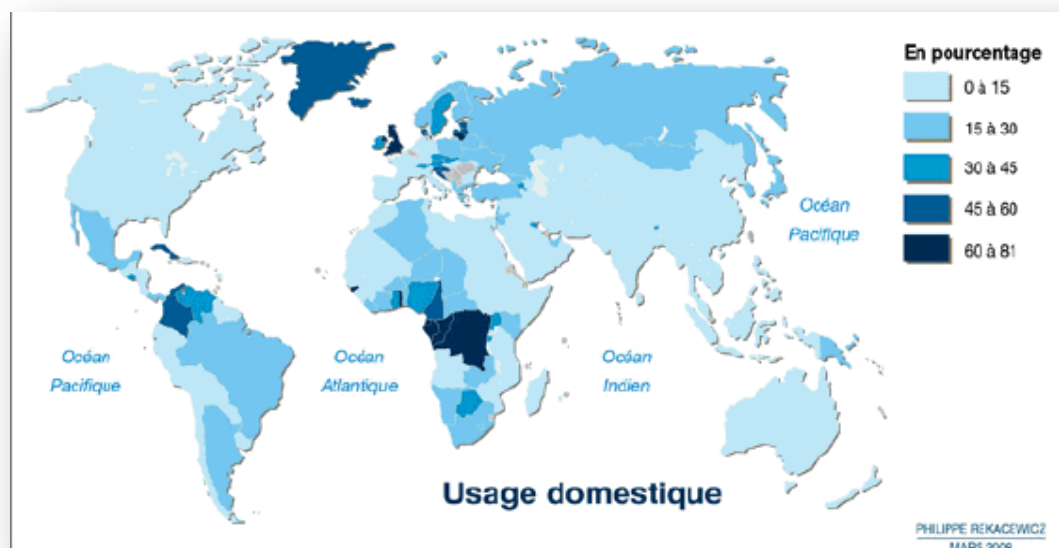 En pourcentage
0 à 15
15 à 30
30 à 45
45 à 60
60 à 81
Océan
Pacifique
Océan
Pacifique
Océan
Atlantique
Océan
Indien
Usage domestique
PHILIPPE REKACEWICZ
MARS